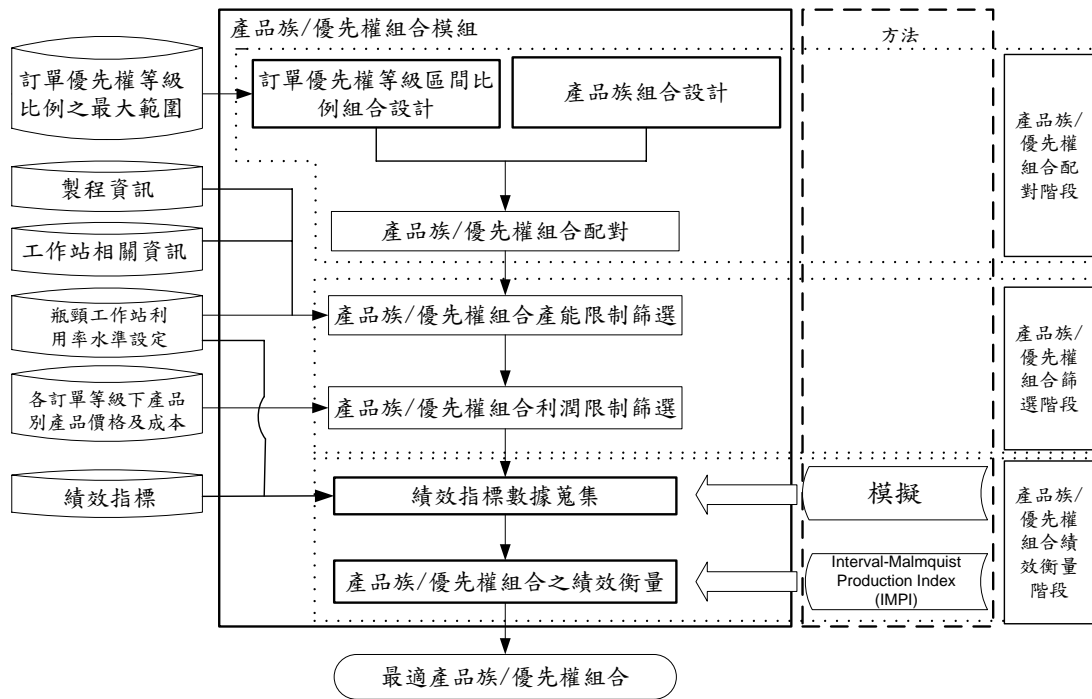 產品族/優先權組合模組
方法
訂單優先權等級
比例之最大範圍
訂單優先權等級區間比
例組合設計
產品族組合設計
產品族/
優先權
組合配
對階段
製程資訊
工作站相關資訊
產品族/優先權組合配對
瓶頸工作站利
用率水準設定
產品族/優先權組合產能限制篩選
產品族/
優先權
組合篩
選階段
各訂單等級下產品
別產品價格及成本
產品族/優先權組合利潤限制篩選
績效指標
績效指標數據蒐集
模擬
產品族/
優先權
組合績
效衡量
階段
產品族/優先權組合之績效衡量
Interval-Malmquist
Production Index
(IMPI)
最適產品族/優先權組合